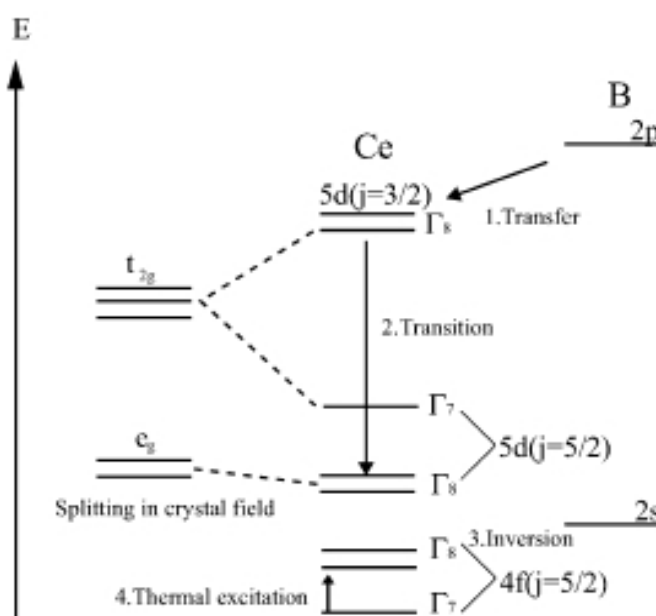 E
B
2p
Ce
5d(j=3/2)
Γ₈
1.Transfer
t₂g
2.Transition
Γ₇
eg
5d(j=5/2)
Γ₈
Splitting in crystal field
2s
Γ₈
3.Inversion
4f(j=5/2)
4.Thermal excitation
Γ₇